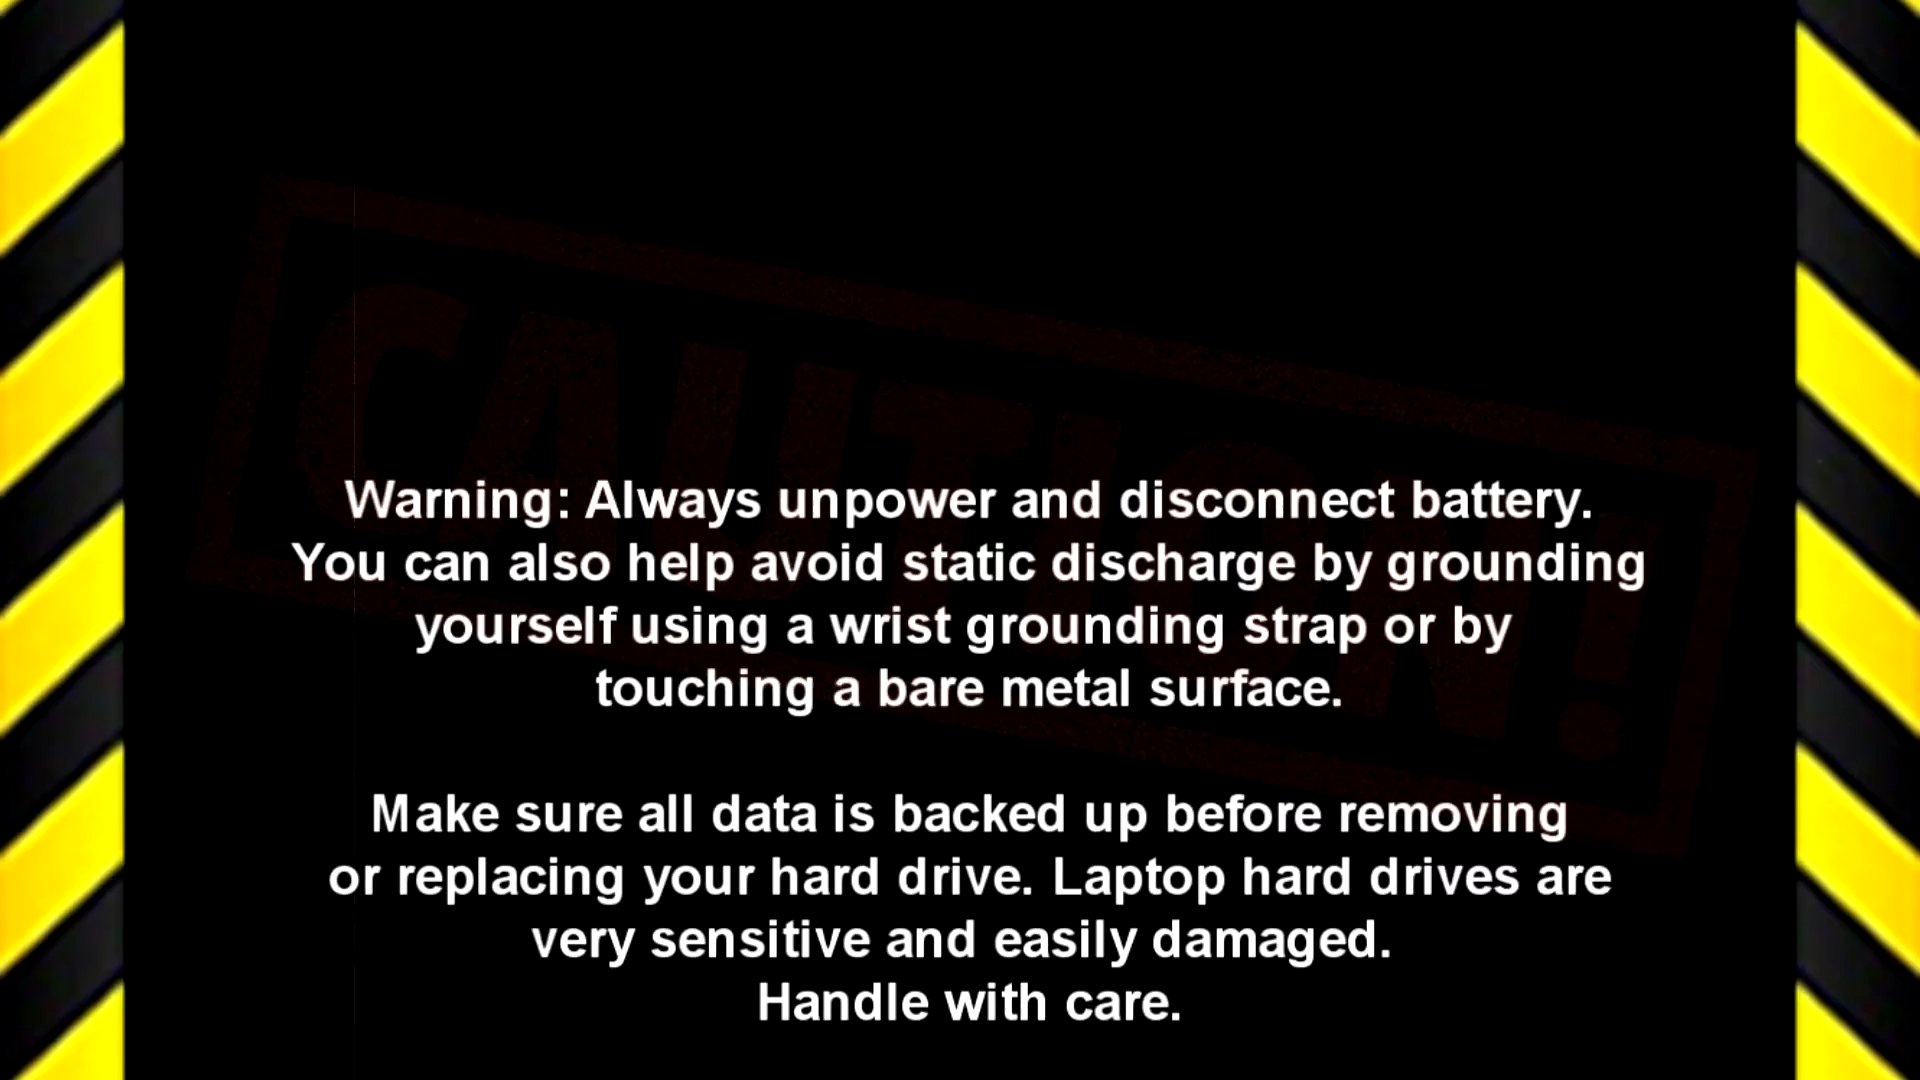 CAUTION!
Warning: Always unpower and disconnect battery.
You can also help avoid static discharge by grounding
yourself using a wrist grounding strap or by
touching a bare metal surface.
Make sure all data is backed up before removing
or replacing your hard drive. Laptop hard drives are
very sensitive and easily damaged.
Handle with care.